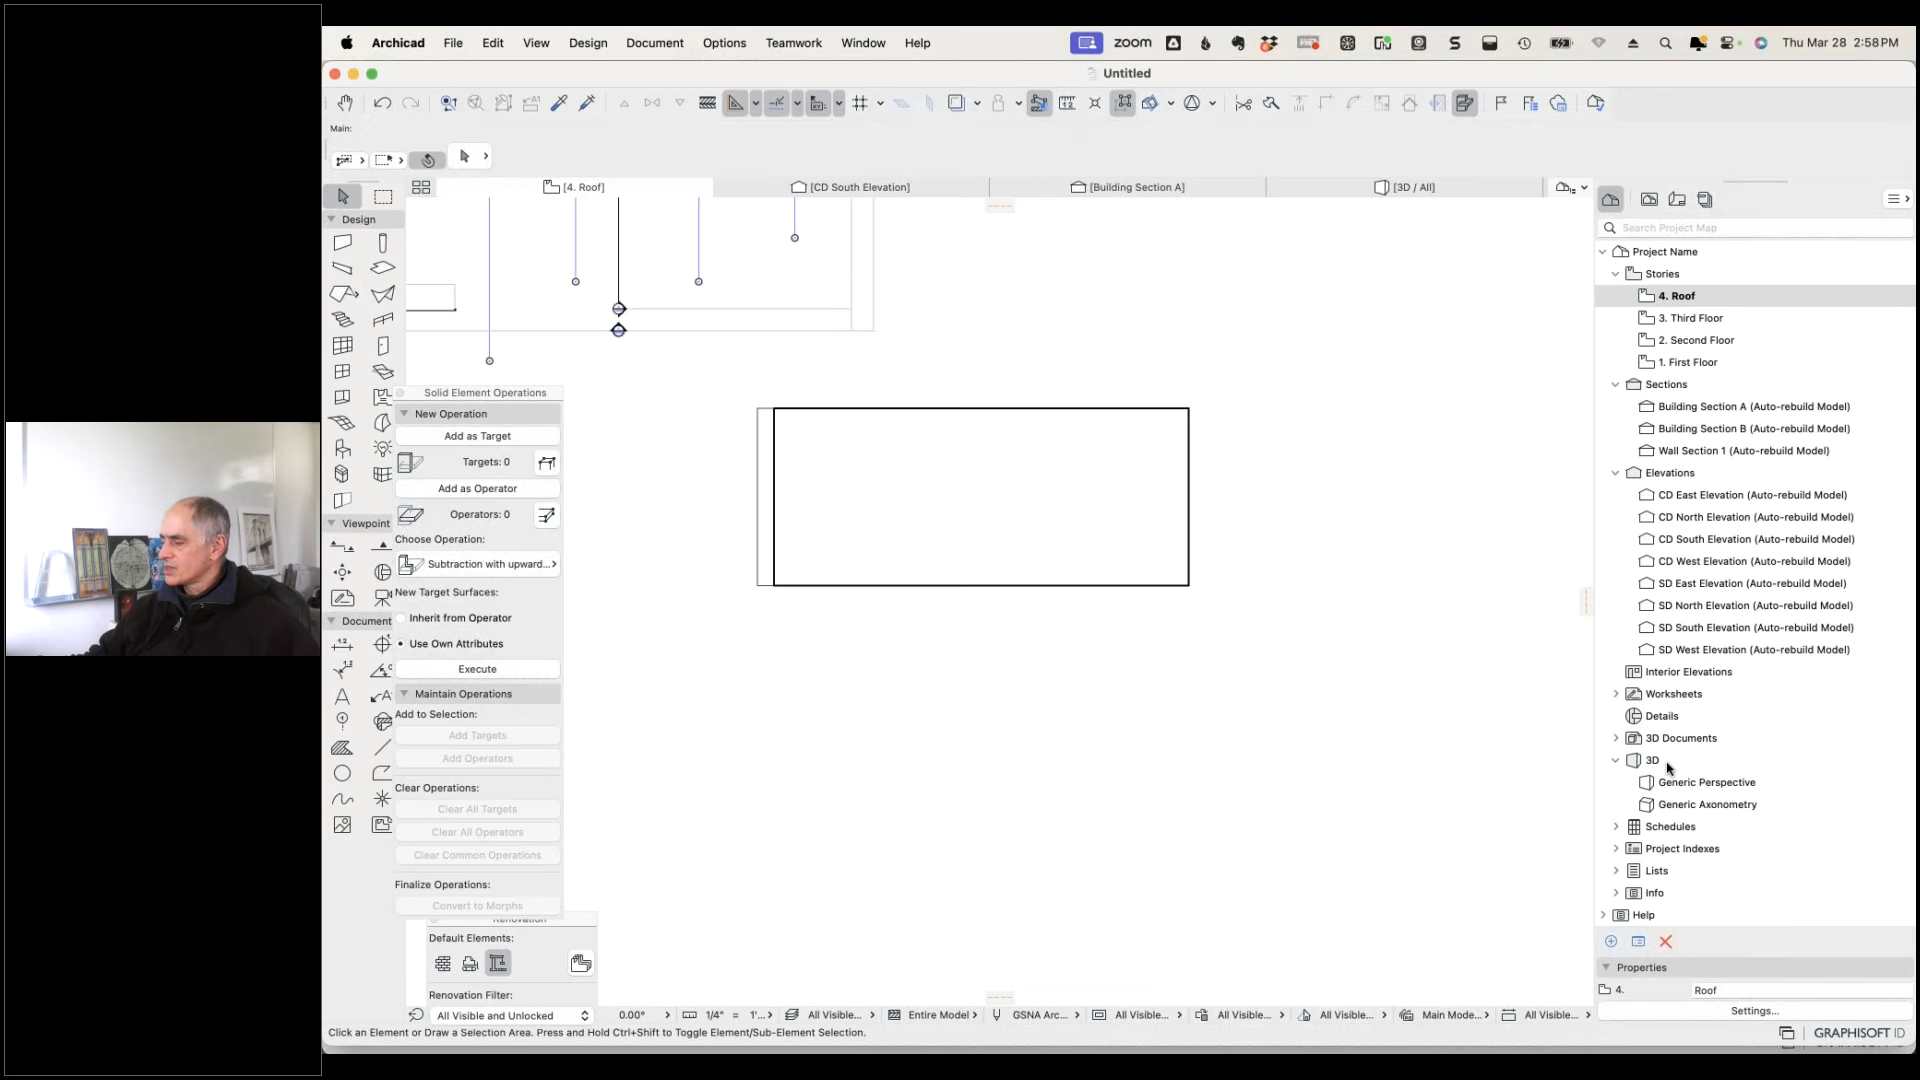 Archicad File Edit View Design Document Options Teamwork Window Help
zoom Thu Mar 28 2:58 PM
Untitled
Main:
[4. Roof] [CD South Elevation] [Building Section A] [3D / All]
Design
Viewpoint
Document
Solid Element Operations
New Operation
Add as Target
Targets: 0
Add as Operator
Operators: 0
Choose Operation:
Subtraction with upward...
New Target Surfaces:
Inherit from Operator
Use Own Attributes
Execute
Maintain Operations
Add to Selection:
Add Targets
Add Operators
Clear Operations:
Clear All Targets
Clear All Operators
Clear Common Operations
Finalize Operations:
Convert to Morphs
Renovation
Default Elements:
Renovation Filter:
All Visible and Unlocked
Search Project Map
Project Name
Stories
4. Roof
3. Third Floor
2. Second Floor
1. First Floor
Sections
Building Section A (Auto-rebuild Model)
Building Section B (Auto-rebuild Model)
Wall Section 1 (Auto-rebuild Model)
Elevations
CD East Elevation (Auto-rebuild Model)
CD North Elevation (Auto-rebuild Model)
CD South Elevation (Auto-rebuild Model)
CD West Elevation (Auto-rebuild Model)
SD East Elevation (Auto-rebuild Model)
SD North Elevation (Auto-rebuild Model)
SD South Elevation (Auto-rebuild Model)
SD West Elevation (Auto-rebuild Model)
Interior Elevations
Worksheets
Details
3D Documents
3D
Generic Perspective
Generic Axonometry
Schedules
Project Indexes
Lists
Info
Help
Properties
4. Roof
Settings...
0.00° 1/4" = 1'... All Visible... Entire Model GSNA Arc... All Visible... All Visible... All Visible... Main Mode... All Visible...
Click an Element or Draw a Selection Area. Press and Hold Ctrl+Shift to Toggle Element/Sub-Element Selection.
GRAPHISOFT ID